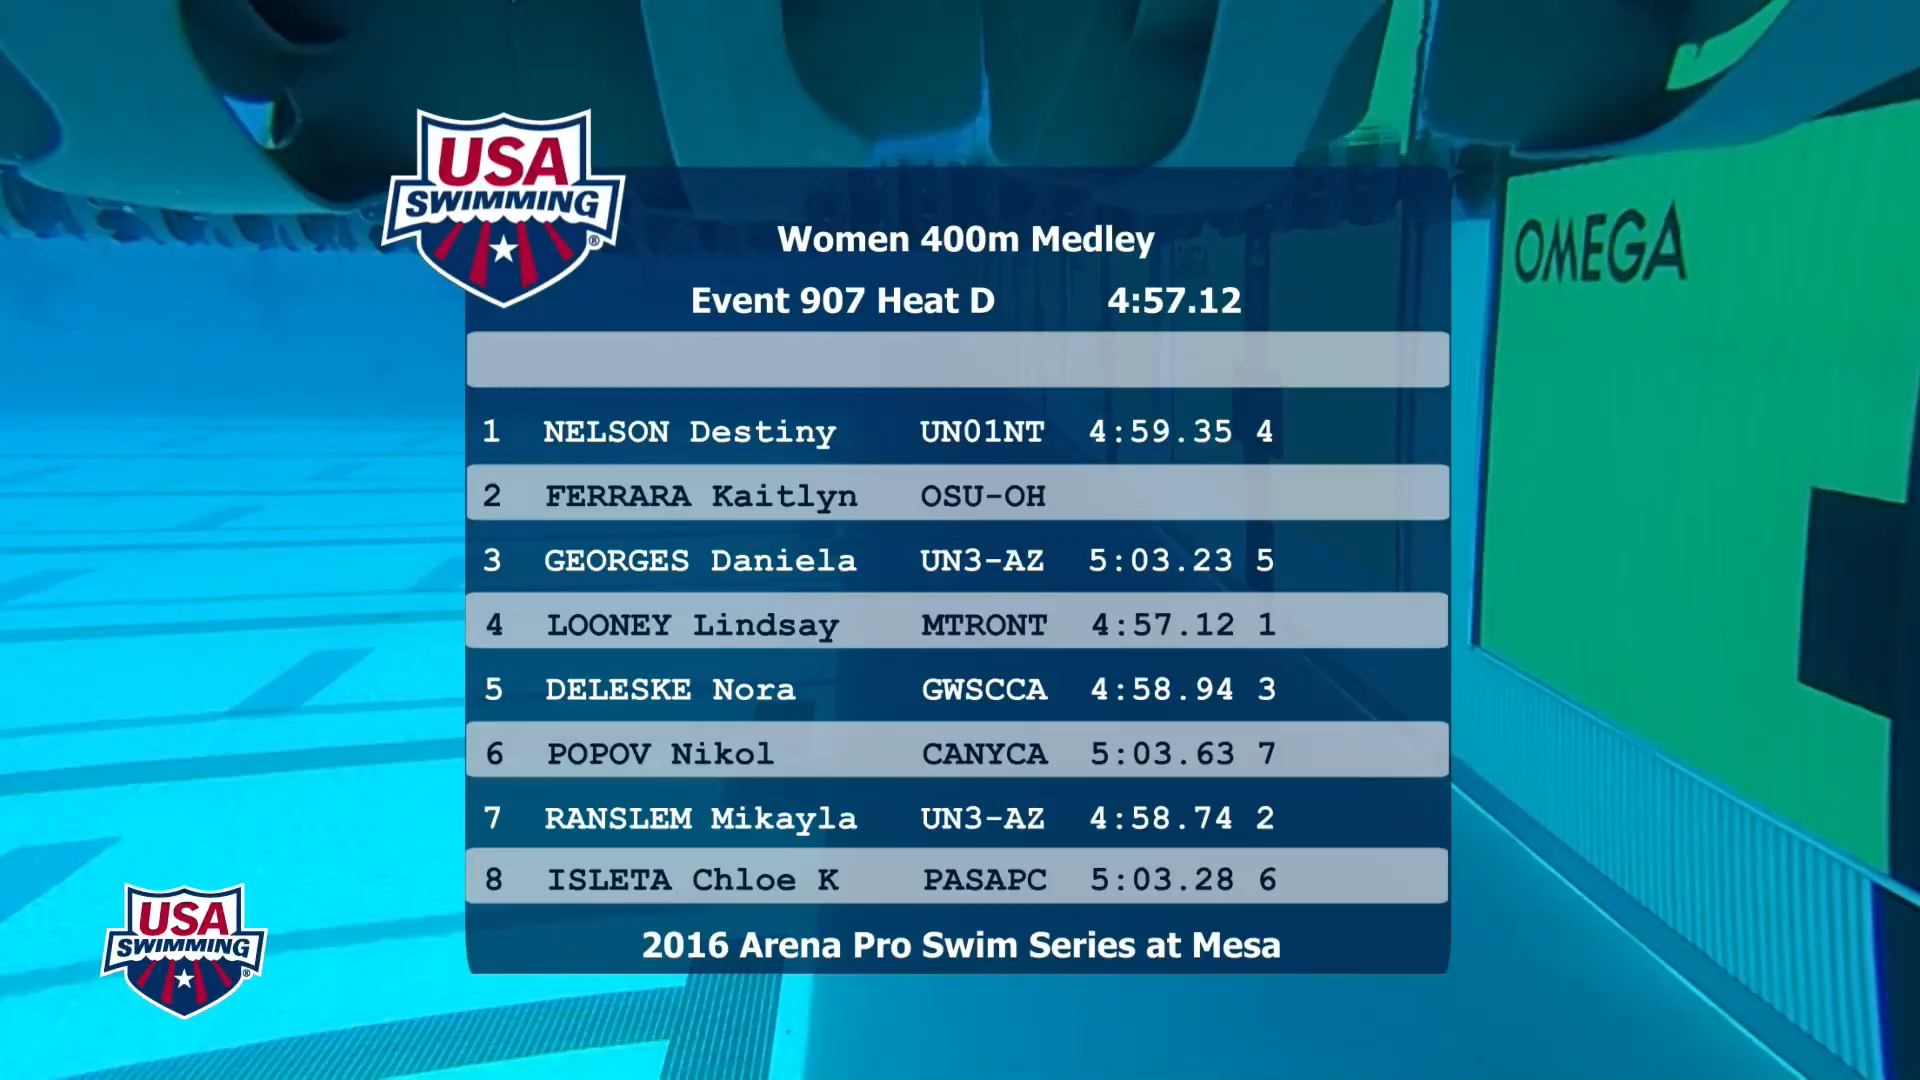 USA
SWIMMING
®
Women 400m Medley
Event 907 Heat D 4:57.12
OMEGA
1 NELSON Destiny UN01NT 4:59.35 4
2 FERRARA Kaitlyn OSU-OH
3 GEORGES Daniela UN3-AZ 5:03.23 5
4 LOONEY Lindsay MTRONT 4:57.12 1
5 DELESKE Nora GWSCCA 4:58.94 3
6 POPOV Nikol CANYCA 5:03.63 7
7 RANSLEM Mikayla UN3-AZ 4:58.74 2
8 ISLETA Chloe K PASAPC 5:03.28 6
2016 Arena Pro Swim Series at Mesa
USA
SWIMMING
®